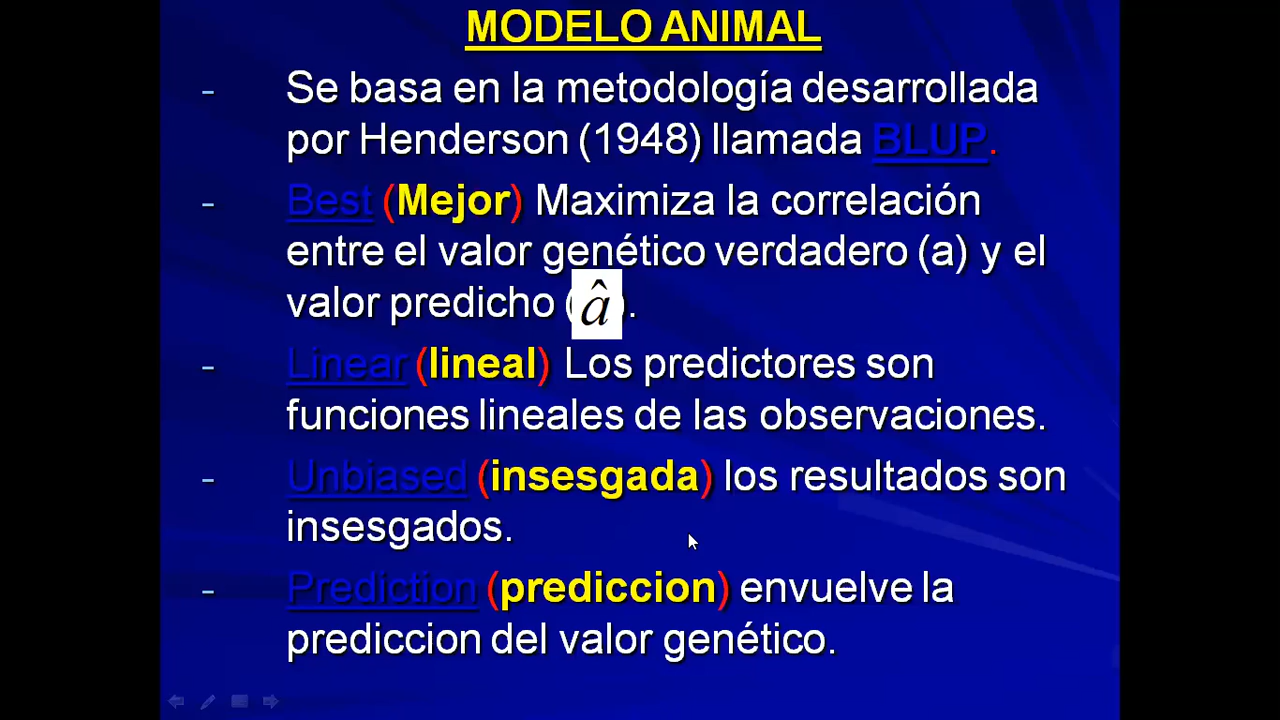 MODELO ANIMAL
- Se basa en la metodología desarrollada
por Henderson (1948) llamada BLUP.
- Best (Mejor) Maximiza la correlación
entre el valor genético verdadero (a) y el
valor predicho (â).
- Linear (lineal) Los predictores son
funciones lineales de las observaciones.
- Unbiased (insesgada) los resultados son
insesgados.
- Prediction (prediccion) envuelve la
prediccion del valor genético.